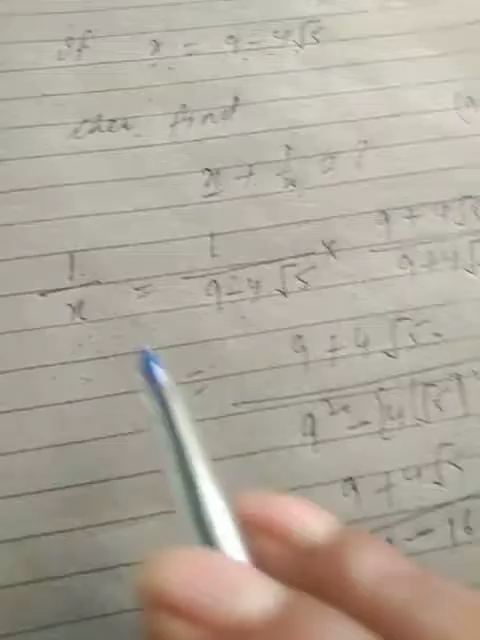 If x = 9 - 4√5
then find
x + 1/x = ?
1/x = 1/(9-4√5) × (9+4√5)/(9+4√5)
= (9+4√5)/(9² - (4√5)²
9+4√5
- 16